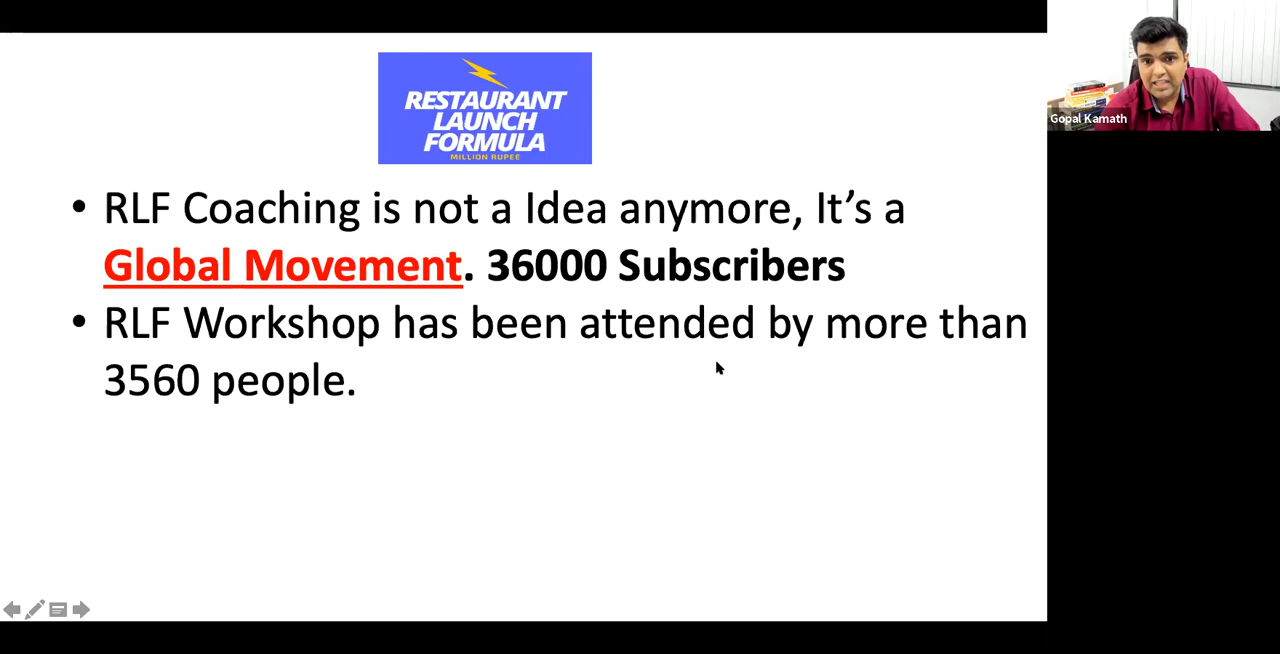 RESTAURANT
LAUNCH
FORMULA
MILLION RUPEE
• RLF Coaching is not a Idea anymore, It’s a
Global Movement. 36000 Subscribers
• RLF Workshop has been attended by more than
3560 people.
Gopal Kamath